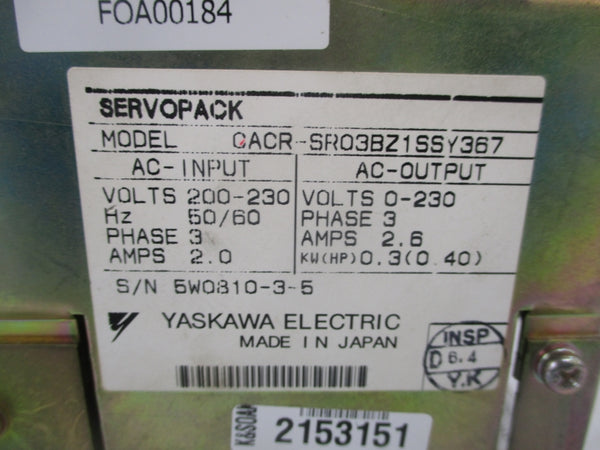 FOA00184
SERVOPACK
MODEL CACR-SR03BZ1SSY367
AC-INPUT AC-OUTPUT
VOLTS 200-230 VOLTS 0-230
Hz 50/60 PHASE 3
PHASE 3 AMPS 2.6
AMPS 2.0 KW(HP) 0.3(0.40)
S/N 5W0810-3-5
YASKAWA ELECTRIC
MADE IN JAPAN
INSP
D 6.4
Y.K
K&SOAP
2153151